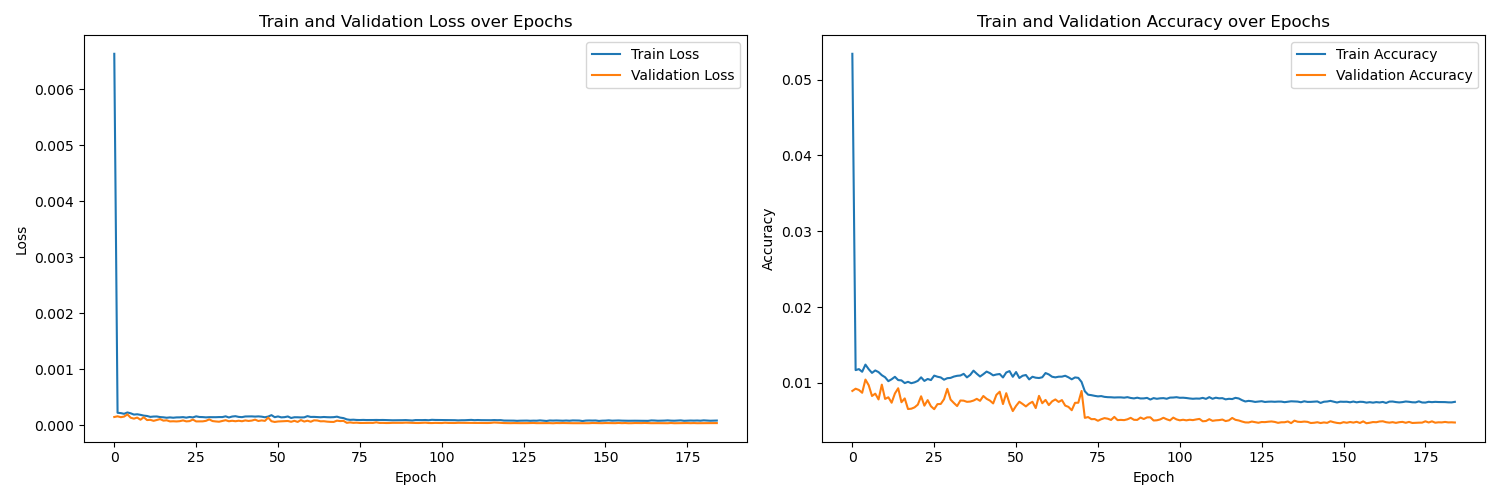 Train and Validation Loss over Epochs
Train Loss
Validation Loss
0.006
0.005
0.004
0.003
0.002
0.001
0.000
Loss
0
25
50
75
100
125
150
175
Epoch
Train and Validation Accuracy over Epochs
Train Accuracy
Validation Accuracy
0.05
0.04
0.03
0.02
0.01
Accuracy
0
25
50
75
100
125
150
175
Epoch